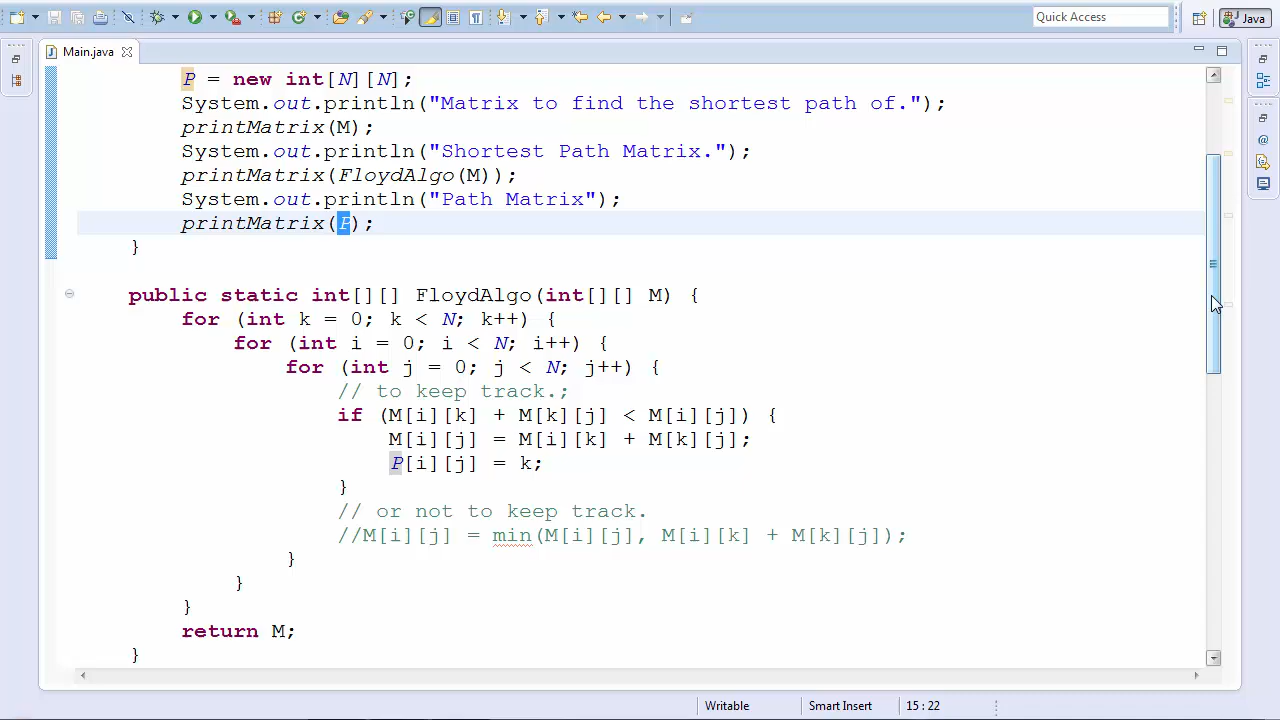 Quick Access
Java
Main.java
P = new int[N][N];
System.out.println("Matrix to find the shortest path of.");
printMatrix(M);
System.out.println("Shortest Path Matrix.");
printMatrix(FloydAlgo(M));
System.out.println("Path Matrix");
printMatrix(P);
}
public static int[][] FloydAlgo(int[][] M) {
for (int k = 0; k < N; k++) {
for (int i = 0; i < N; i++) {
for (int j = 0; j < N; j++) {
// to keep track.;
if (M[i][k] + M[k][j] < M[i][j]) {
M[i][j] = M[i][k] + M[k][j];
P[i][j] = k;
}
// or not to keep track.
//M[i][j] = min(M[i][j], M[i][k] + M[k][j]);
}
}
}
return M;
}
Writable
Smart Insert
15 : 22